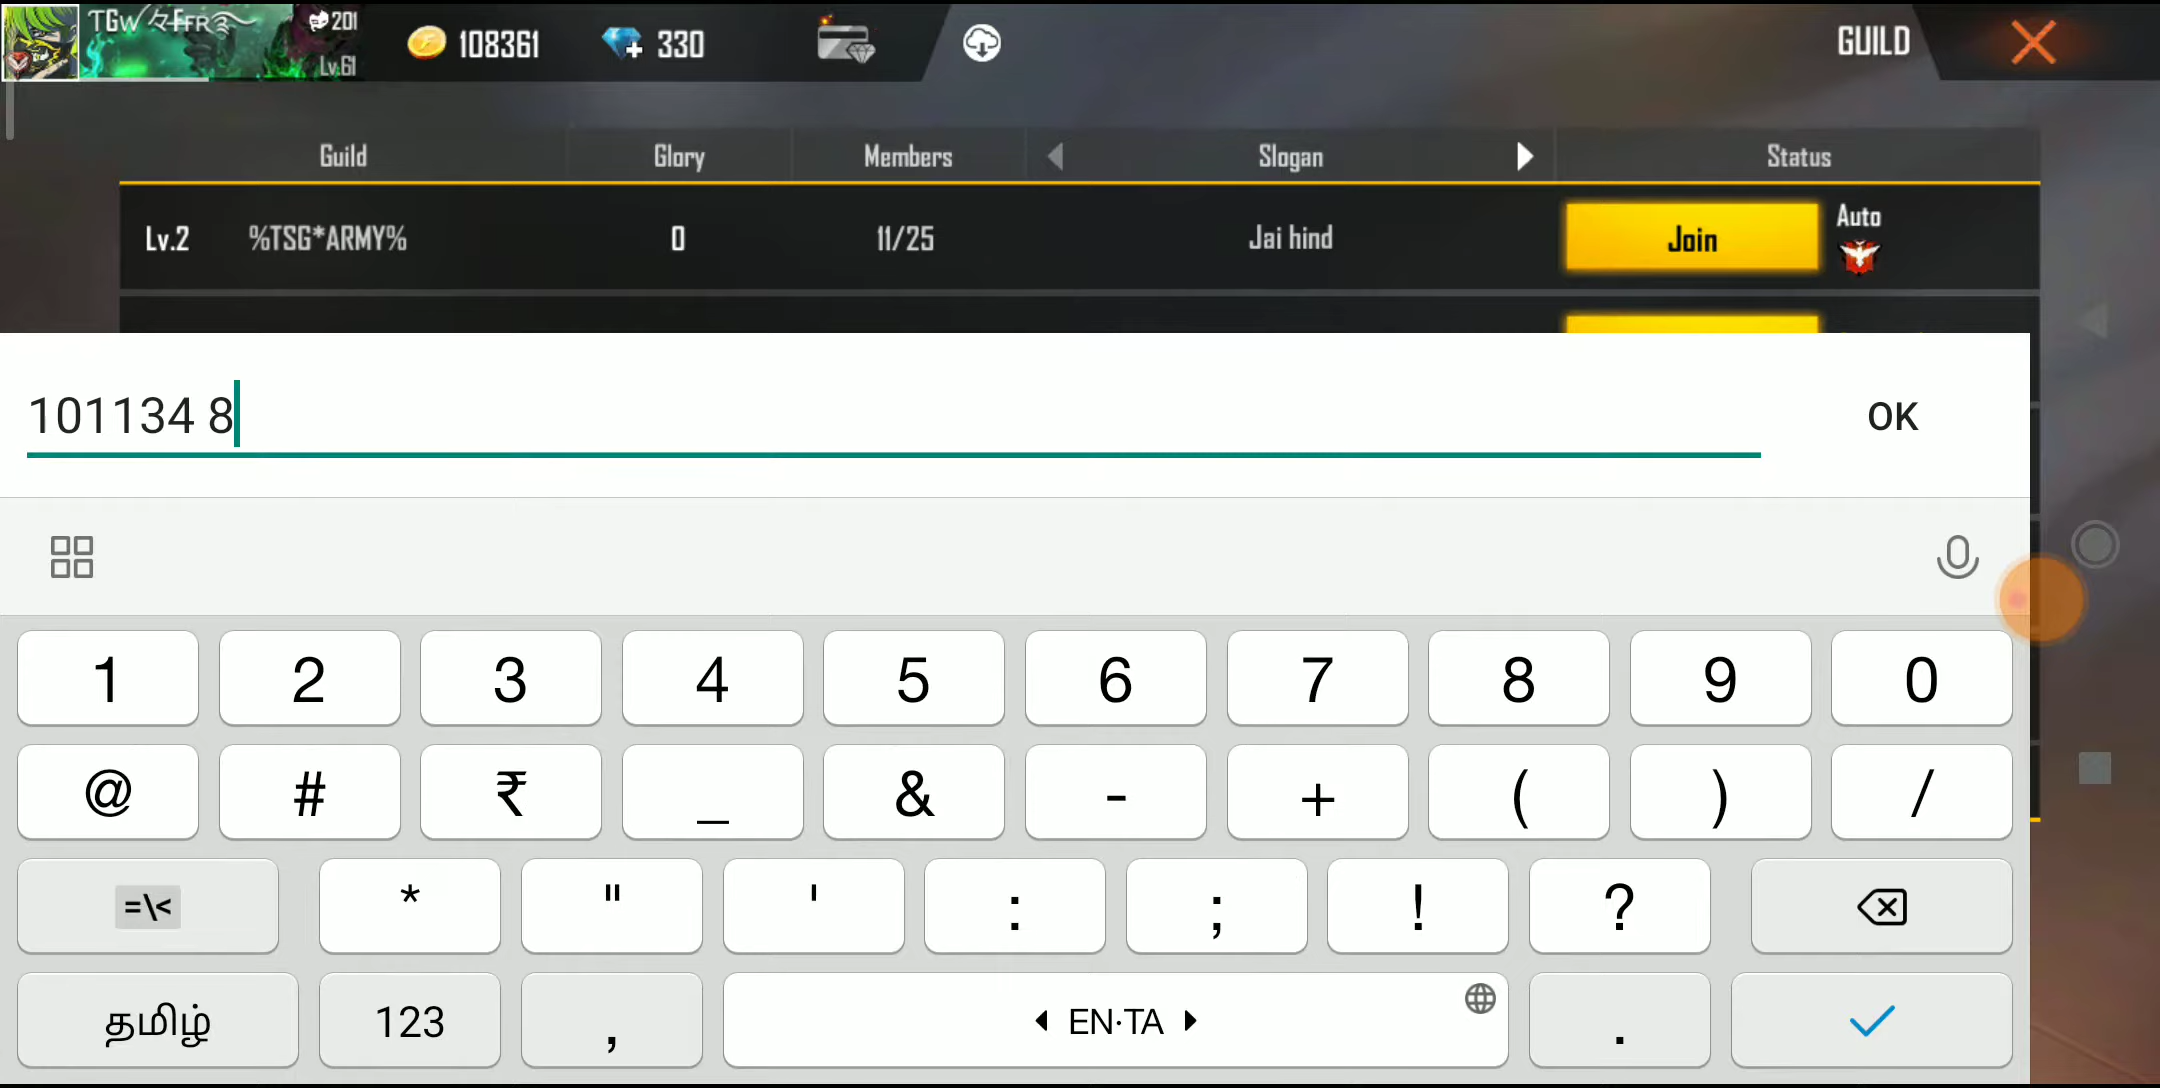 TGW々FFR 201
Lv.61
108361
330
GUILD
Guild Glory Members Slogan Status
Lv.2 %TSG*ARMY% 0 11/25 Jai hind Join Auto
101134 8
OK
1 2 3 4 5 6 7 8 9 0
@ # ₹ _ & - + ( ) /
=\< * " ' : ; ! ?
தமிழ் 123 , EN·TA .